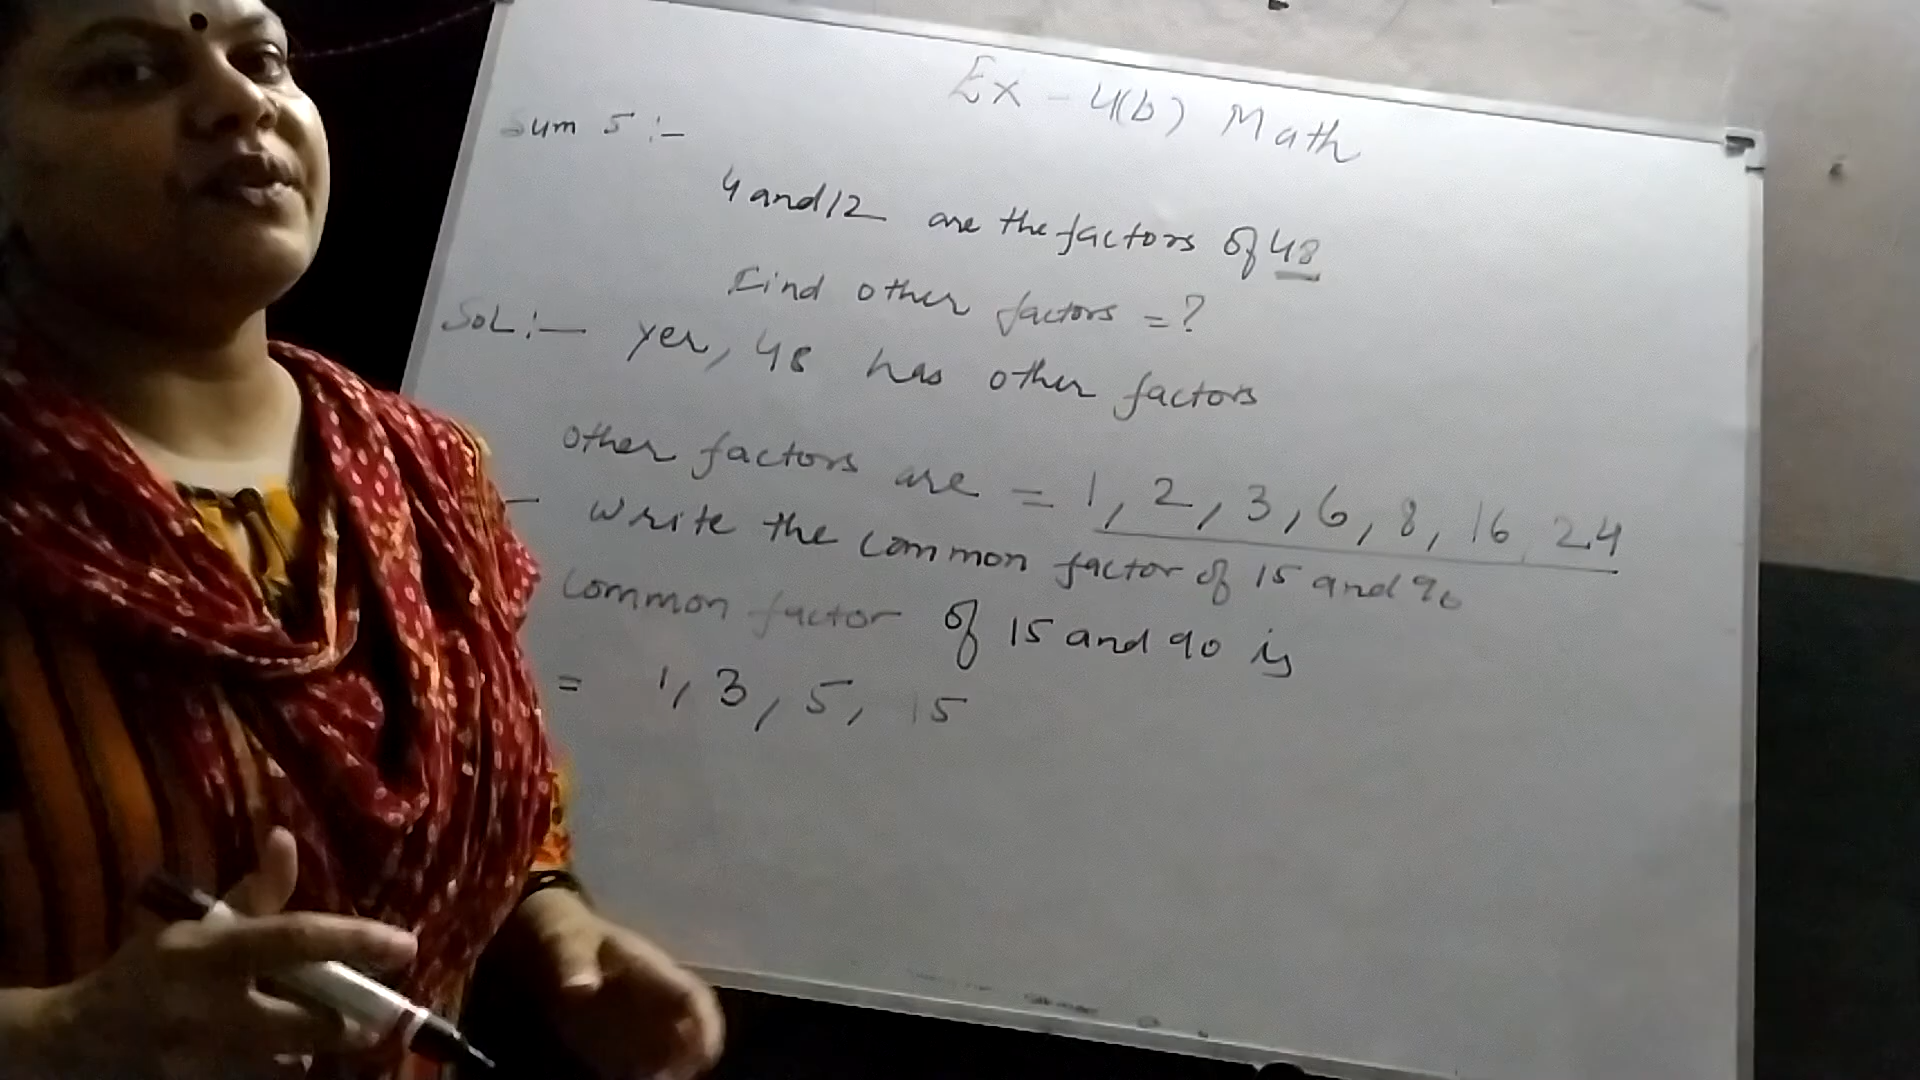 Ex - 4(b) Math
Sum 5 :-
4 and 12 are the factors of 48
Find other factors = ?
Sol :- yes, 48 has other factors
other factors are = 1, 2, 3, 6, 8, 16, 24
- write the common factor of 15 and 90
common factor of 15 and 90 is
= 1, 3, 5, 15